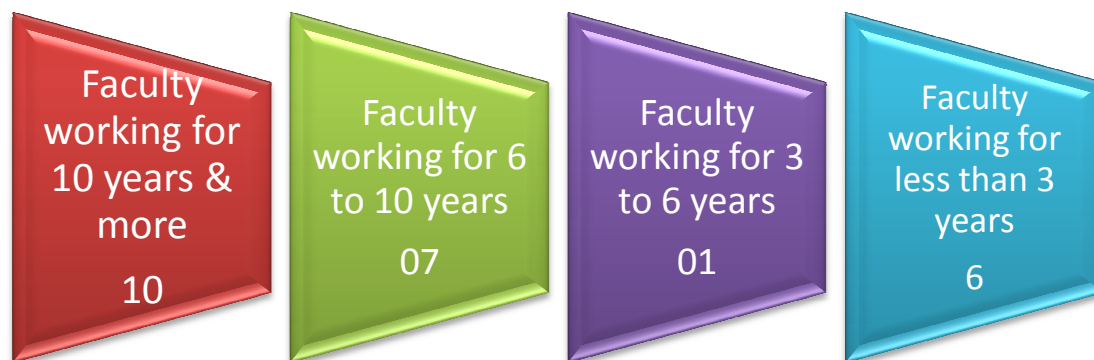 Faculty
working for
10 years &
more
10
Faculty
working for 6
to 10 years
07
Faculty
working for 3
to 6 years
01
Faculty
working for
less than 3
years
6